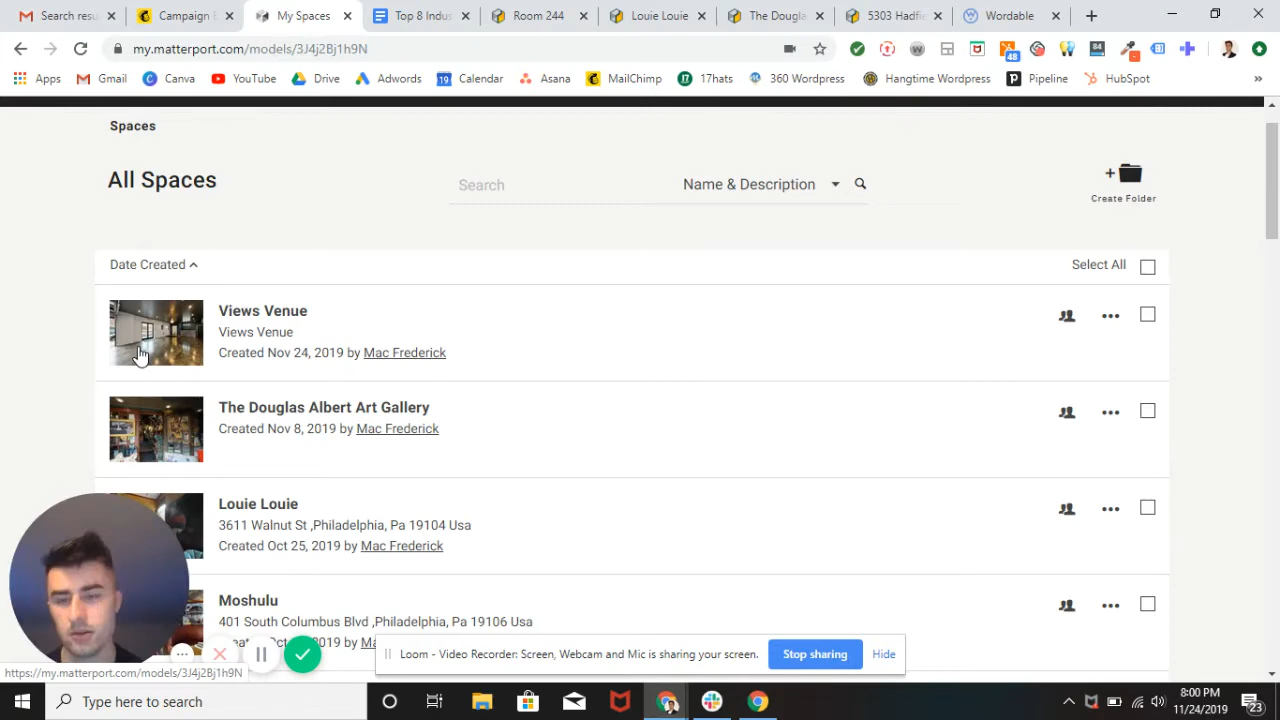 Search resu
Campaign E
My Spaces
Top 8 Indus
Room 244
Louie Louie
The Dougla
5303 Hadfie
Wordable
my.matterport.com/models/3J4j2Bj1h9N
84
48
Apps
Gmail
Canva
YouTube
Drive
Adwords
19
Calendar
Asana
MailChimp
17
17hats
360 Wordpress
Hangtime Wordpress
Pipeline
HubSpot
»
Spaces
All Spaces
Search
Name & Description
+
Create Folder
Date Created
Select All
Views Venue
Views Venue
Created Nov 24, 2019 by Mac Frederick
The Douglas Albert Art Gallery
Created Nov 8, 2019 by Mac Frederick
Louie Louie
3611 Walnut St ,Philadelphia, Pa 19104 Usa
Created Oct 25, 2019 by Mac Frederick
Moshulu
401 South Columbus Blvd ,Philadelphia, Pa 19106 Usa
Loom - Video Recorder: Screen, Webcam and Mic is sharing your screen.
Stop sharing
Hide
https://my.matterport.com/models/3J4j2Bj1h9N
Type here to search
8:00 PM
11/24/2019
23